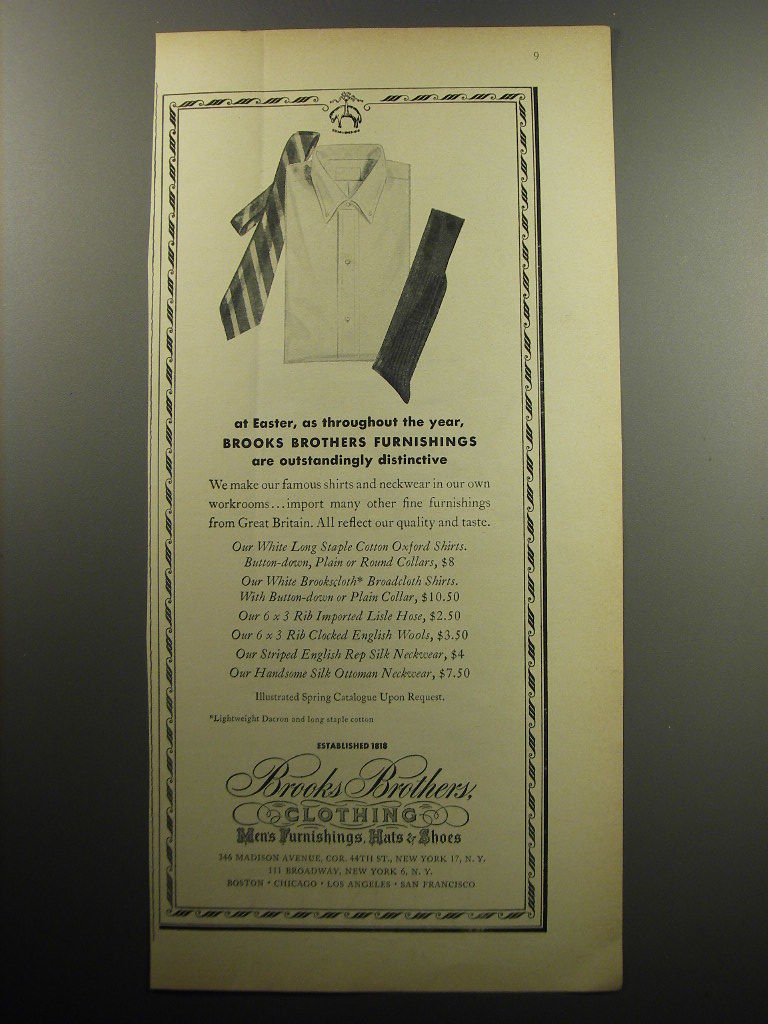 9
at Easter, as throughout the year,
BROOKS BROTHERS FURNISHINGS
are outstandingly distinctive
We make our famous shirts and neckwear in our own
workrooms...import many other fine furnishings
from Great Britain. All reflect our quality and taste.
Our White Long Staple Cotton Oxford Shirts.
Button-down, Plain or Round Collars, $8
Our White Brookscloth* Broadcloth Shirts.
With Button-down or Plain Collar, $10.50
Our 6 x 3 Rib Imported Lisle Hose, $2.50
Our 6 x 3 Rib Clocked English Wools, $3.50
Our Striped English Rep Silk Neckwear, $4
Our Handsome Silk Ottoman Neckwear, $7.50
Illustrated Spring Catalogue Upon Request.
*Lightweight Dacron and long staple cotton
ESTABLISHED 1818
Brooks Brothers,
CLOTHING
Men's Furnishings, Hats & Shoes
346 MADISON AVENUE, COR. 44TH ST., NEW YORK 17, N. Y.
111 BROADWAY, NEW YORK 6, N. Y.
BOSTON • CHICAGO • LOS ANGELES • SAN FRANCISCO